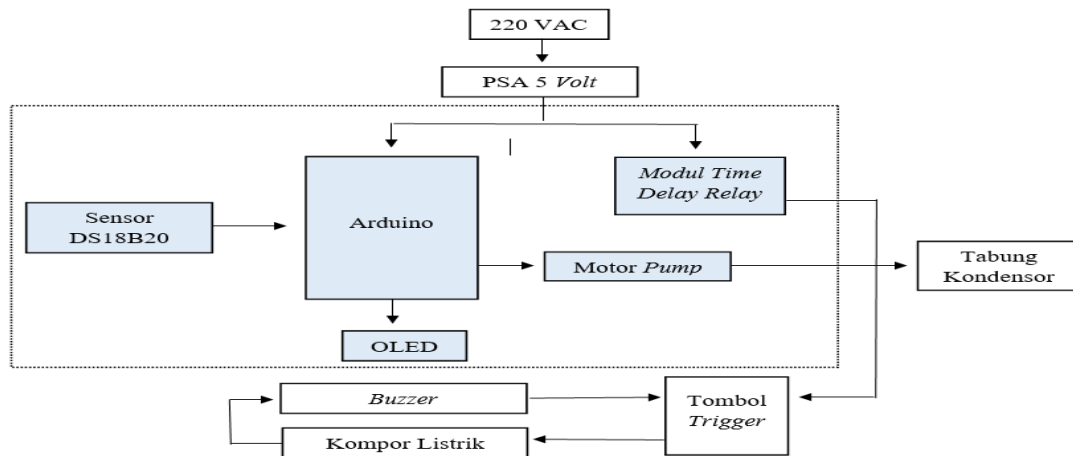 220 VAC
PSA 5 Volt
Modul Time
Delay Relay
Sensor
DS18B20
Arduino
Motor Pump
Tabung
Kondensor
OLED
Buzzer
Tombol
Trigger
Kompor Listrik